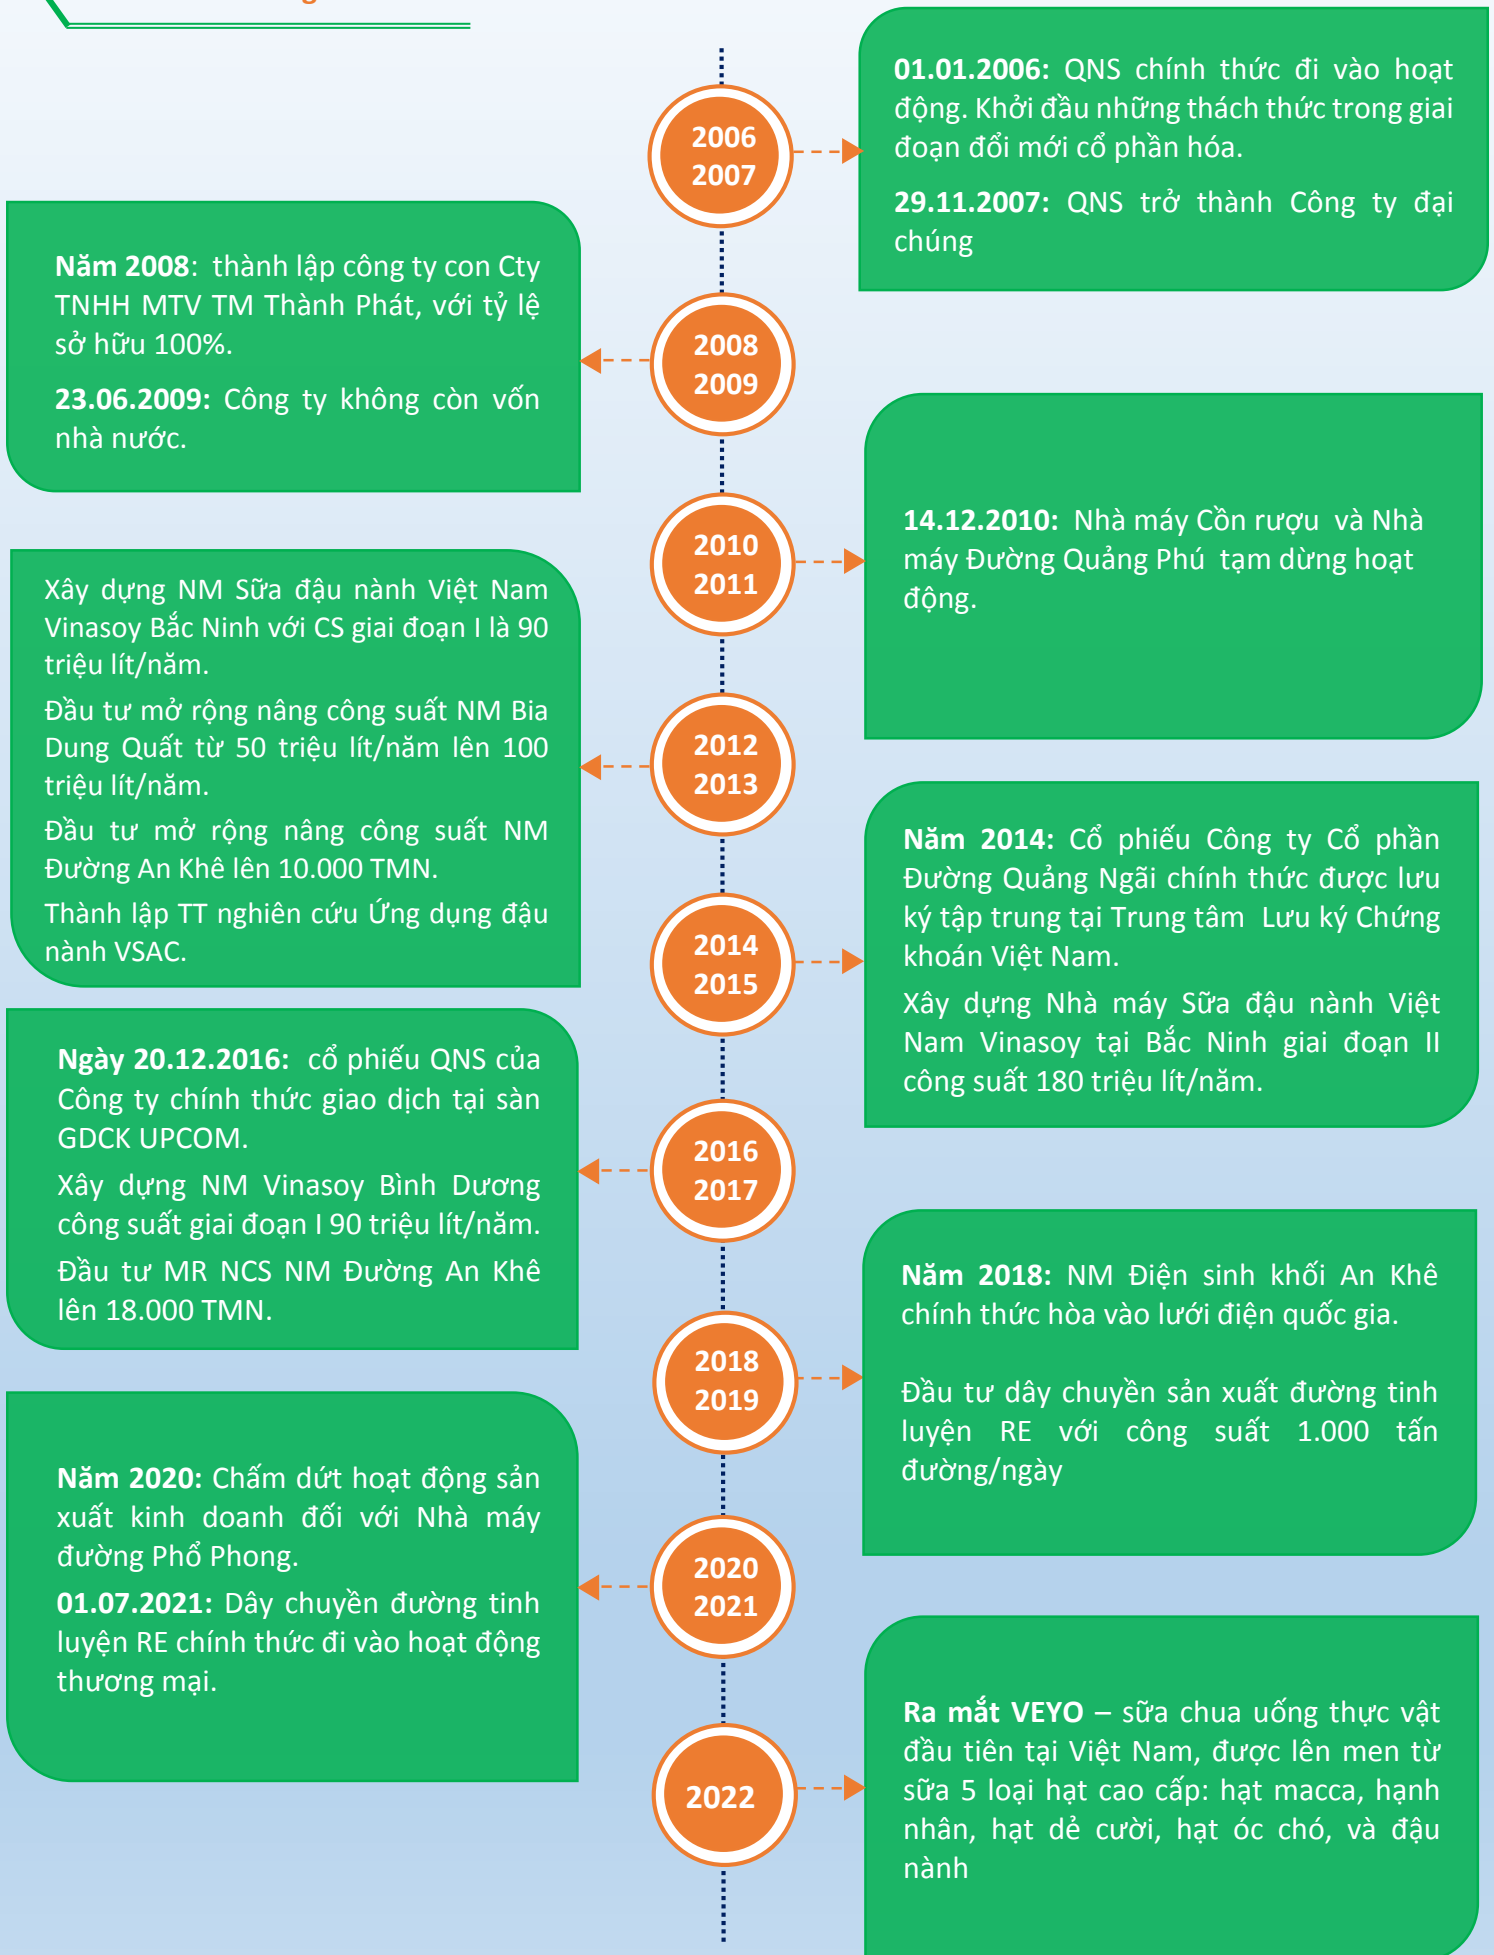 2006
2007
01.01.2006: QNS chính thức đi vào hoạt
động. Khởi đầu những thách thức trong giai
đoạn đổi mới cổ phần hóa.
29.11.2007: QNS trở thành Công ty đại
chúng
2008
2009
Năm 2008: thành lập công ty con Cty
TNHH MTV TM Thành Phát, với tỷ lệ
sở hữu 100%.
23.06.2009: Công ty không còn vốn
nhà nước.
2010
2011
14.12.2010: Nhà máy Cồn rượu và Nhà
máy Đường Quảng Phú tạm dừng hoạt
động.
2012
2013
Xây dựng NM Sữa đậu nành Việt Nam
Vinasoy Bắc Ninh với CS giai đoạn I là 90
triệu lít/năm.
Đầu tư mở rộng nâng công suất NM Bia
Dung Quất từ 50 triệu lít/năm lên 100
triệu lít/năm.
Đầu tư mở rộng nâng công suất NM
Đường An Khê lên 10.000 TMN.
Thành lập TT nghiên cứu Ứng dụng đậu
nành VSAC.
2014
2015
Năm 2014: Cổ phiếu Công ty Cổ phần
Đường Quảng Ngãi chính thức được lưu
ký tập trung tại Trung tâm Lưu ký Chứng
khoán Việt Nam.
Xây dựng Nhà máy Sữa đậu nành Việt
Nam Vinasoy tại Bắc Ninh giai đoạn II
công suất 180 triệu lít/năm.
2016
2017
Ngày 20.12.2016: cổ phiếu QNS của
Công ty chính thức giao dịch tại sàn
GDCK UPCOM.
Xây dựng NM Vinasoy Bình Dương
công suất giai đoạn I 90 triệu lít/năm.
Đầu tư MR NCS NM Đường An Khê
lên 18.000 TMN.
2018
2019
Năm 2018: NM Điện sinh khối An Khê
chính thức hòa vào lưới điện quốc gia.
Đầu tư dây chuyền sản xuất đường tinh
luyện RE với công suất 1.000 tấn
đường/ngày
2020
2021
Năm 2020: Chấm dứt hoạt động sản
xuất kinh doanh đối với Nhà máy
đường Phổ Phong.
01.07.2021: Dây chuyền đường tinh
luyện RE chính thức đi vào hoạt động
thương mại.
2022
Ra mắt VEYO – sữa chua uống thực vật
đầu tiên tại Việt Nam, được lên men từ
sữa 5 loại hạt cao cấp: hạt macca, hạnh
nhân, hạt dẻ cười, hạt óc chó, và đậu
nành